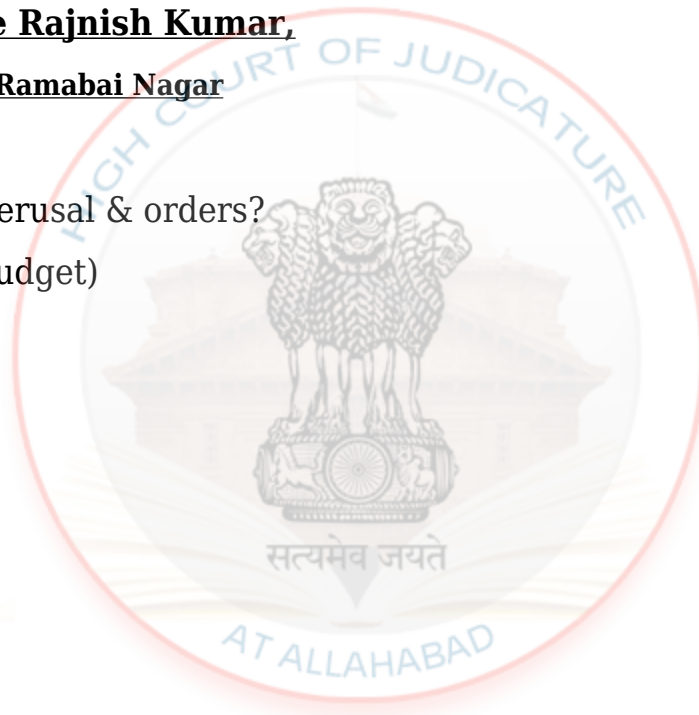 e Rajnish Kumar,
Ramabai Nagar
HIGH COURT OF JUDICATURE
erusal & orders?
udget)
सत्यमेव जयते
AT ALLAHABAD